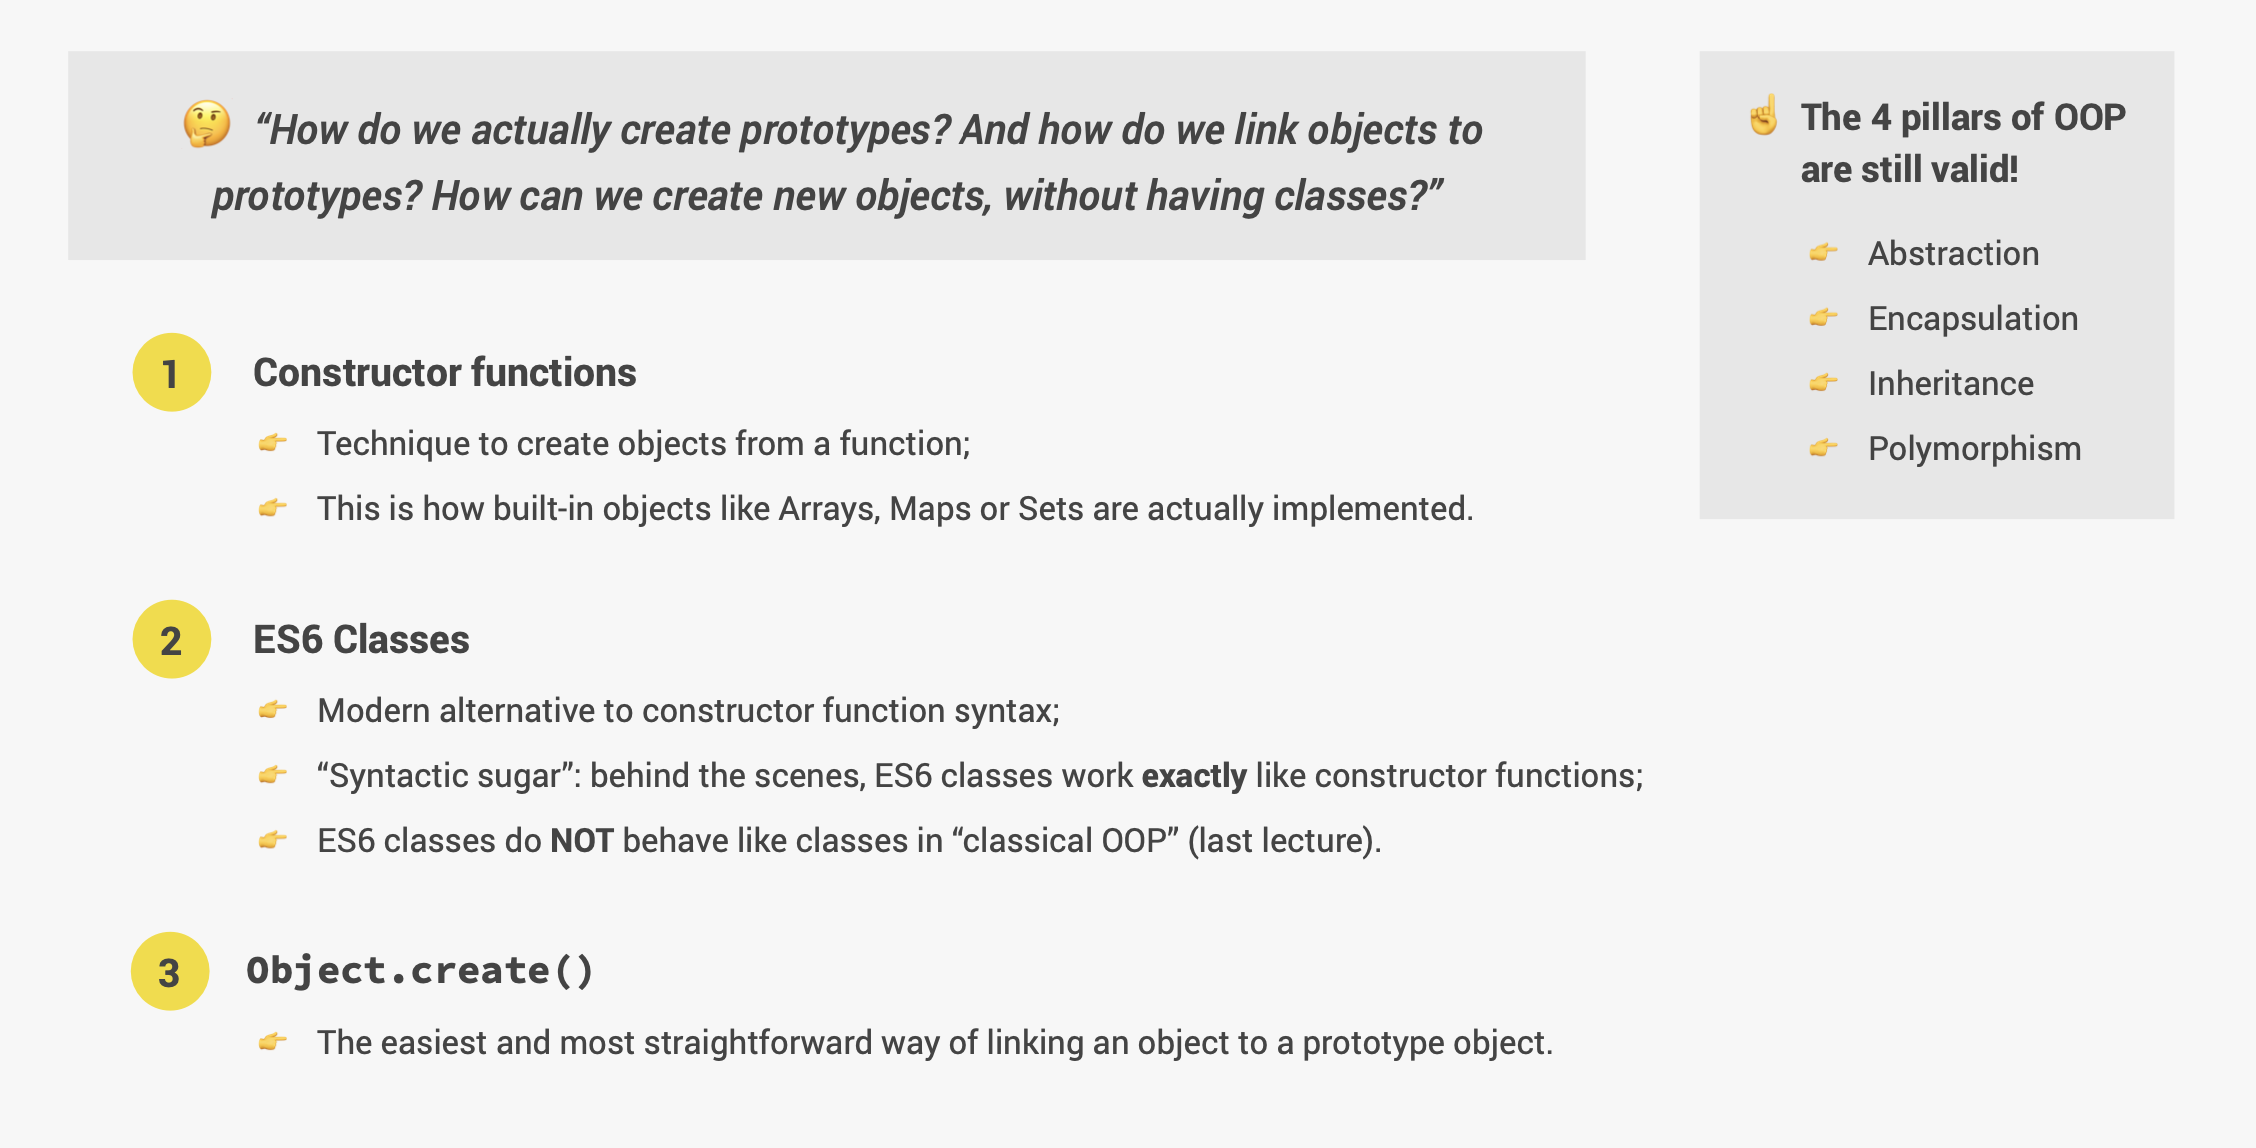 🤔 “How do we actually create prototypes? And how do we link objects to
prototypes? How can we create new objects, without having classes?”
1 Constructor functions
👉 Technique to create objects from a function;
👉 This is how built-in objects like Arrays, Maps or Sets are actually implemented.
2 ES6 Classes
👉 Modern alternative to constructor function syntax;
👉 “Syntactic sugar”: behind the scenes, ES6 classes work exactly like constructor functions;
👉 ES6 classes do NOT behave like classes in “classical OOP” (last lecture).
3 Object.create()
👉 The easiest and most straightforward way of linking an object to a prototype object.
☝️ The 4 pillars of OOP
are still valid!
👉 Abstraction
👉 Encapsulation
👉 Inheritance
👉 Polymorphism